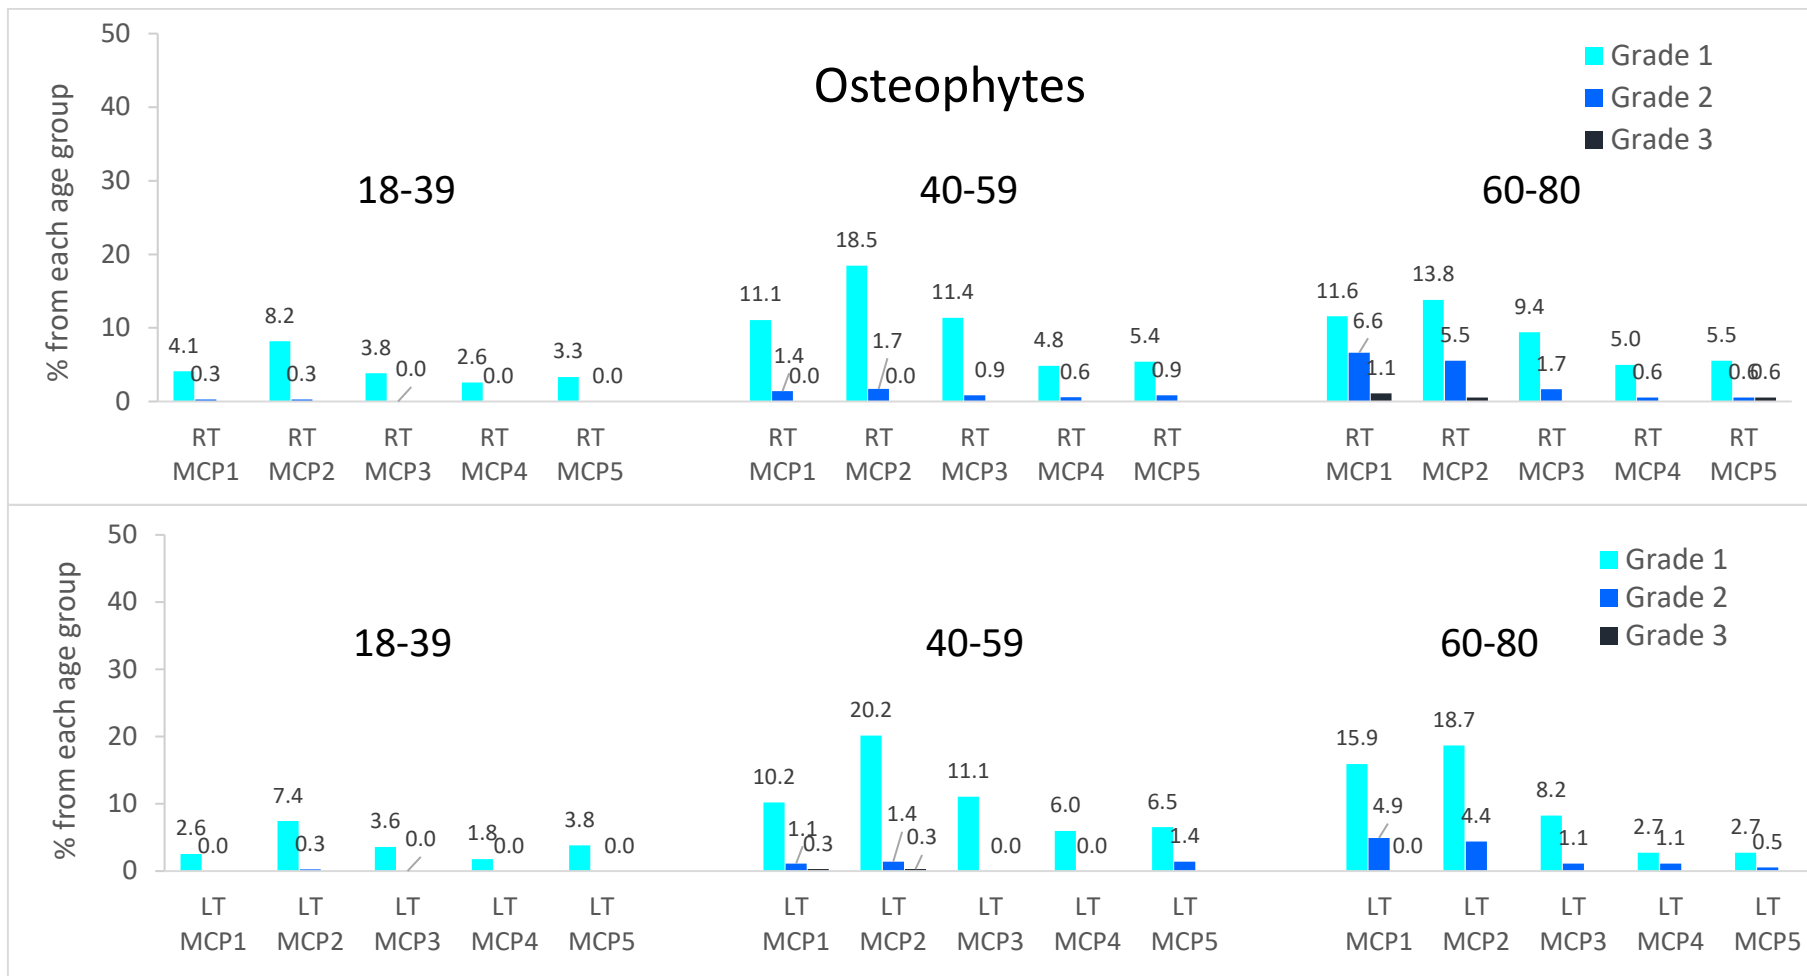 Osteophytes
% from each age group
50
40
30
20
10
0
Grade 1
Grade 2
Grade 3
18-39
40-59
60-80
4.1 0.3 8.2 0.3 3.8 0.0 2.6 0.0 3.3 0.0
11.1 1.4 0.0 18.5 1.7 0.0 11.4 0.9 4.8 0.6 5.4 0.9
11.6 6.6 1.1 13.8 5.5 9.4 1.7 5.0 0.6 5.5 0.6 0.6
RT RT RT RT RT RT RT RT RT RT RT RT RT RT RT
MCP1 MCP2 MCP3 MCP4 MCP5 MCP1 MCP2 MCP3 MCP4 MCP5 MCP1 MCP2 MCP3 MCP4 MCP5
% from each age group
50
40
30
20
10
0
Grade 1
Grade 2
Grade 3
18-39
40-59
60-80
2.6 0.0 7.4 0.3 3.6 0.0 1.8 0.0 3.8 0.0
10.2 1.1 0.3 20.2 1.4 0.3 11.1 0.0 6.0 0.0 6.5 1.4
15.9 4.9 0.0 18.7 4.4 8.2 1.1 2.7 1.1 2.7 0.5
LT LT LT LT LT LT LT LT LT LT LT LT LT LT LT
MCP1 MCP2 MCP3 MCP4 MCP5 MCP1 MCP2 MCP3 MCP4 MCP5 MCP1 MCP2 MCP3 MCP4 MCP5